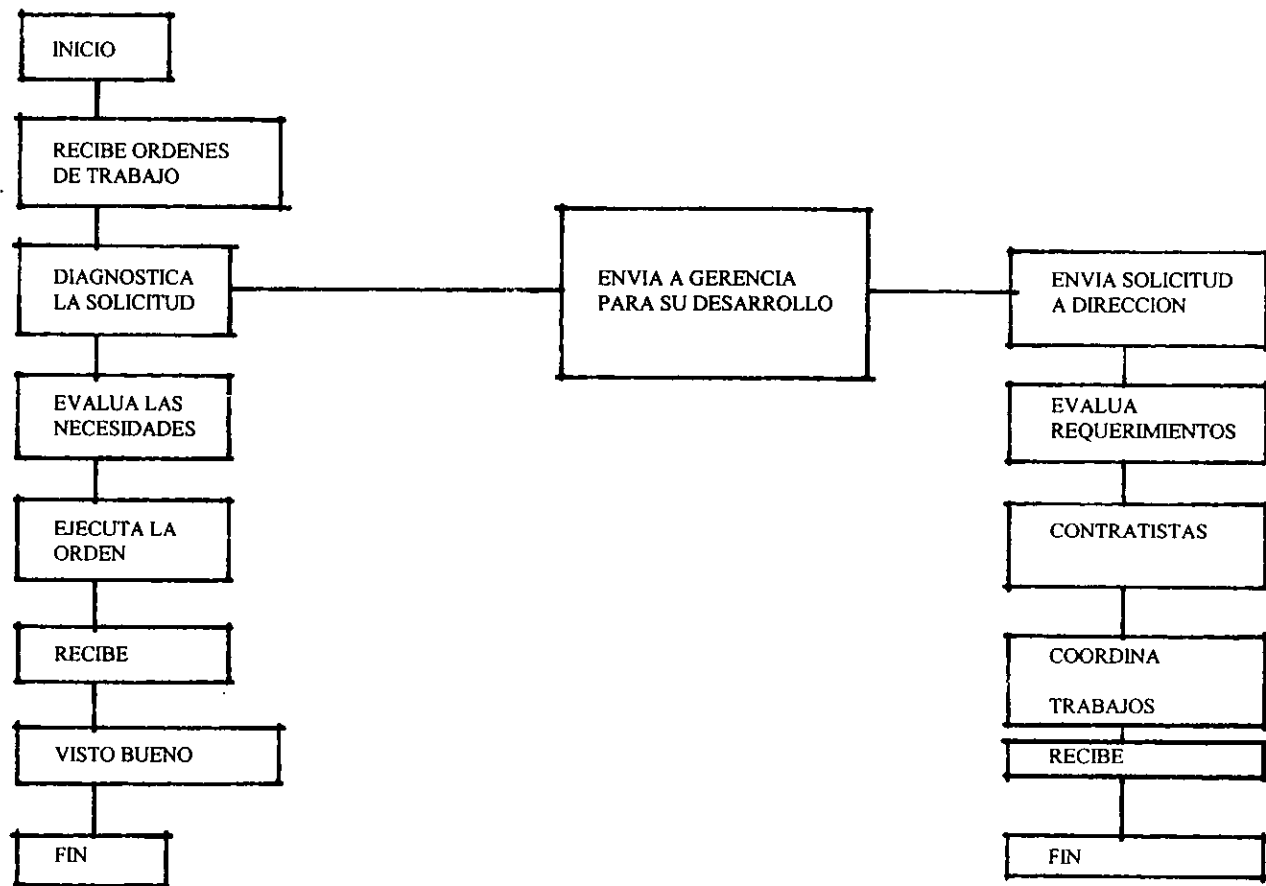 INICIO
RECIBE ORDENES
DE TRABAJO
DIAGNOSTICA
LA SOLICITUD
EVALUA LAS
NECESIDADES
EJECUTA LA
ORDEN
RECIBE
VISTO BUENO
FIN
ENVIA A GERENCIA
PARA SU DESARROLLO
ENVIA SOLICITUD
A DIRECCION
EVALUA
REQUERIMIENTOS
CONTRATISTAS
COORDINA
TRABAJOS
RECIBE
FIN